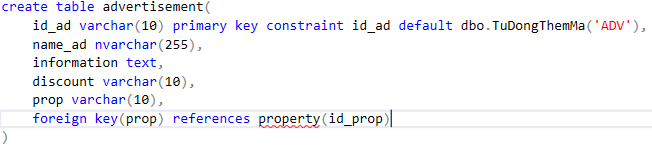 create table advertisement(
id_ad varchar(10) primary key constraint id_ad default dbo.TuDongThemMa('ADV'),
name_ad nvarchar(255),
information text,
discount varchar(10),
prop varchar(10),
foreign key(prop) references property(id_prop)
)